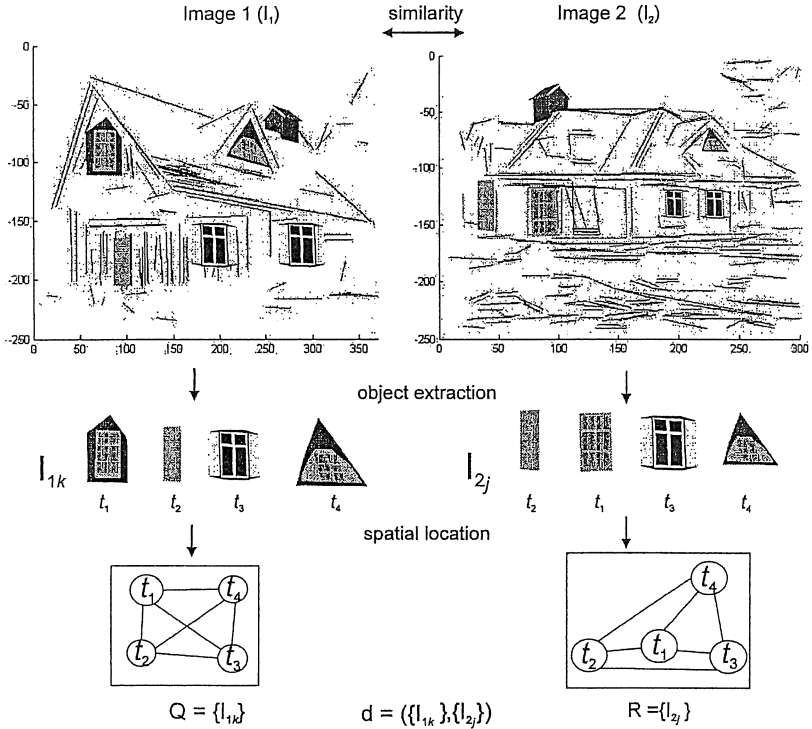 Image 1 (I₁) similarity Image 2 (I₂)
0
-50
-100
-150
-200
-250
0 50 100 150 200. 250. 300 350
0
-50
-100
-150
-200
-250
0 50 100 150 200 250. 300
object extraction
I₁ₖ
t₁ t₂ t₃ t₄
I₂ⱼ
t₂ t₁ t₃ t₄
spatial location
t₁ t₄
t₂ t₃
t₄
t₂ t₁ t₃
Q = {I₁ₖ} d = ({I₁ₖ},{I₂ⱼ}) R ={I₂ⱼ}